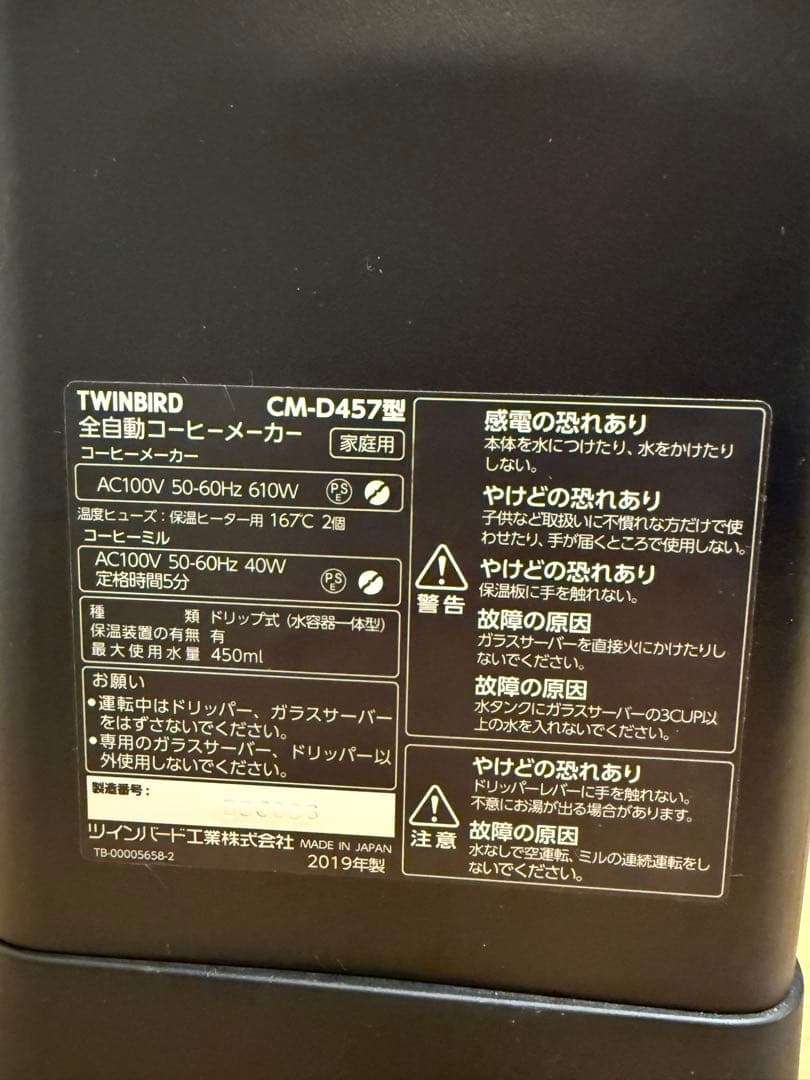 TWINBIRD CM-D457型
全自動コーヒーメーカー 家庭用
コーヒーメーカー
AC100V 50-60Hz 610W PSE
温度ヒューズ：保温ヒーター用 167℃ 2個
コーヒーミル
AC100V 50-60Hz 40W PSE
定格時間5分
種類 ドリップ式（水容器一体型）
保温装置の有無 有
最大使用水量 450ml
お願い
●運転中はドリッパー、ガラスサーバー
をはずさないでください。
●専用のガラスサーバー、ドリッパー以
外使用しないでください。
製造番号：
ツインバード工業株式会社 MADE IN JAPAN
TB-00005658-2 2019年製
警告
感電の恐れあり
本体を水につけたり、水をかけたり
しない。
やけどの恐れあり
子供など取扱いに不慣れな方だけで使
わせたり、手が届くところで使用しない。
やけどの恐れあり
保温板に手を触れない。
故障の原因
ガラスサーバーを直接火にかけたりし
ないでください。
故障の原因
水タンクにガラスサーバーの3CUP以
上の水を入れないでください。
注意
やけどの恐れあり
ドリッパーレバーに手を触れない。
不意にお湯が出る場合があります。
故障の原因
水なしで空運転、ミルの連続運転をし
ないでください。